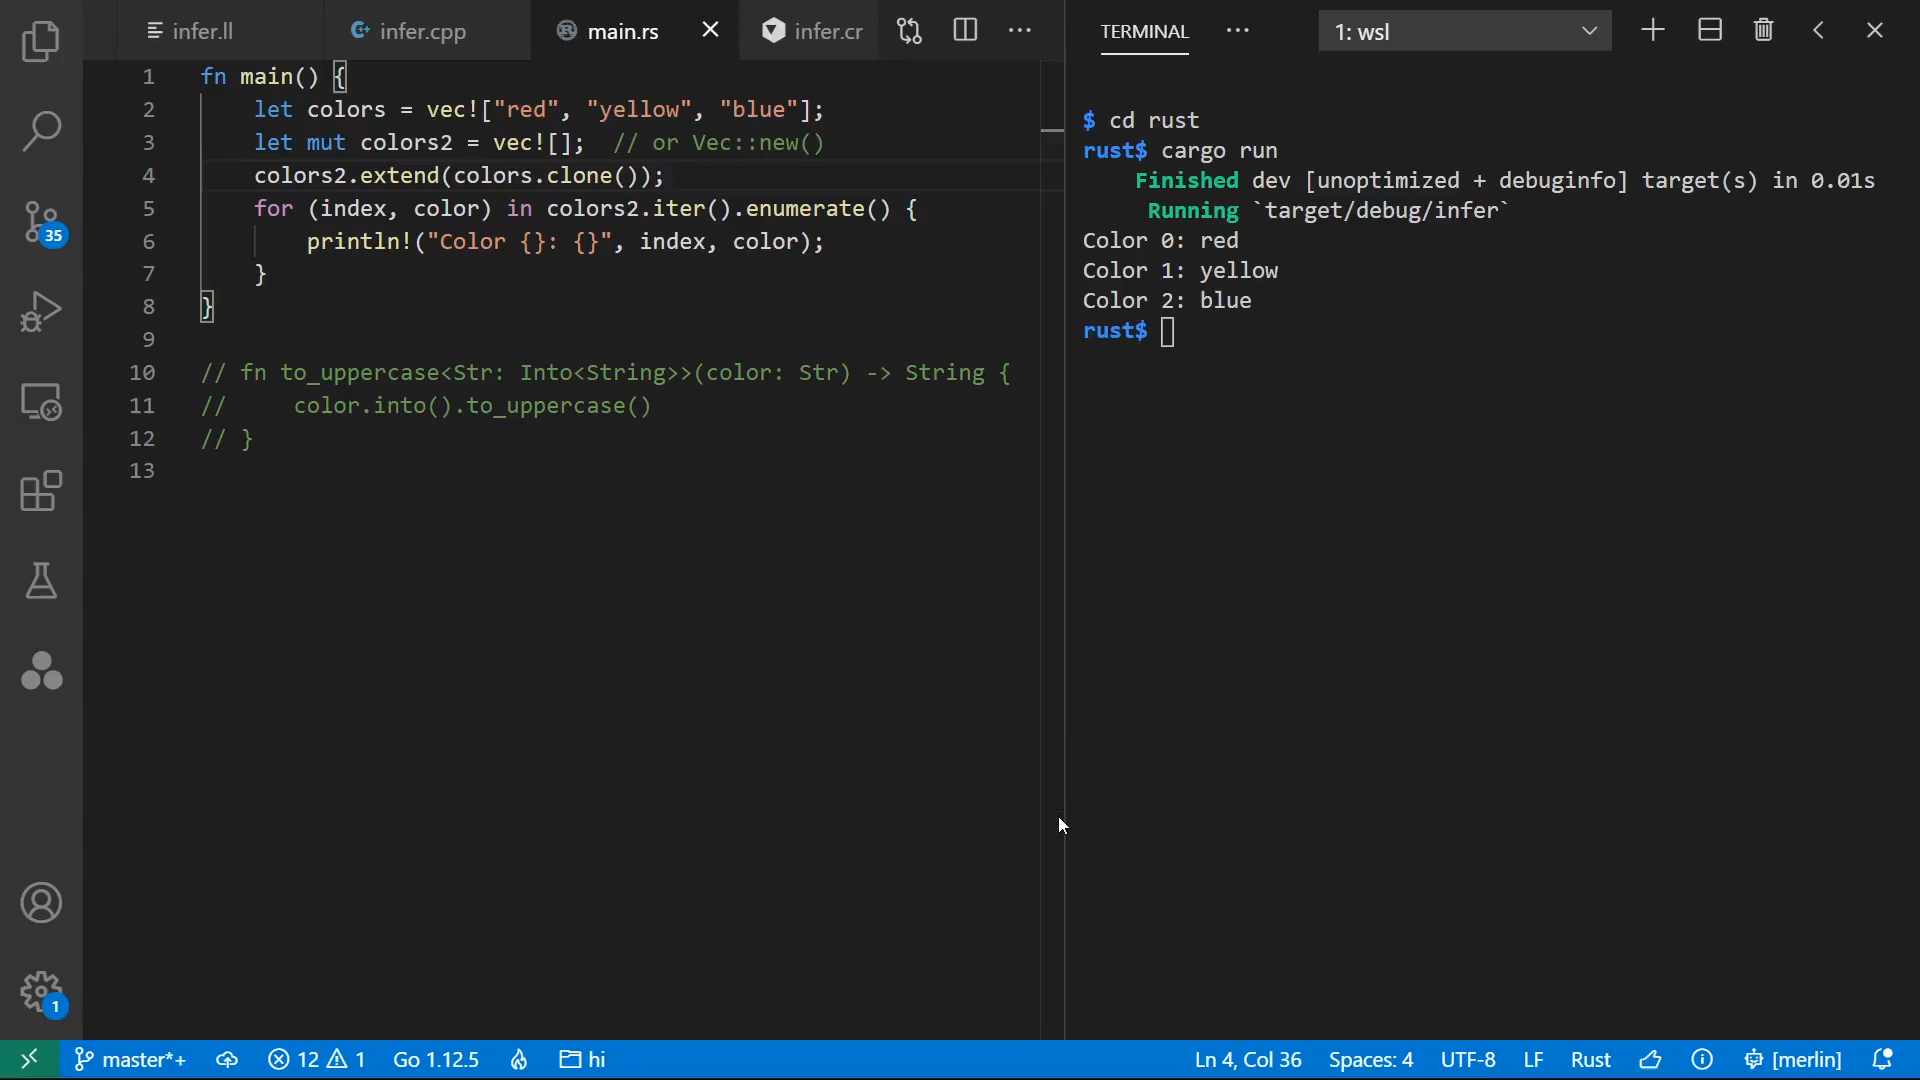 infer.ll
infer.cpp
main.rs
infer.cr
TERMINAL
1: wsl
1 fn main() {
2     let colors = vec!["red", "yellow", "blue"];
3     let mut colors2 = vec![];  // or Vec::new()
4     colors2.extend(colors.clone());
5     for (index, color) in colors2.iter().enumerate() {
6         println!("Color {}: {}", index, color);
7     }
8 }
9
10 // fn to_uppercase<Str: Into<String>>(color: Str) -> String {
11 //     color.into().to_uppercase()
12 // }
13
$ cd rust
rust$ cargo run
    Finished dev [unoptimized + debuginfo] target(s) in 0.01s
     Running `target/debug/infer`
Color 0: red
Color 1: yellow
Color 2: blue
rust$
35
1
master*+
12
1
Go 1.12.5
hi
Ln 4, Col 36
Spaces: 4
UTF-8
LF
Rust
[merlin]